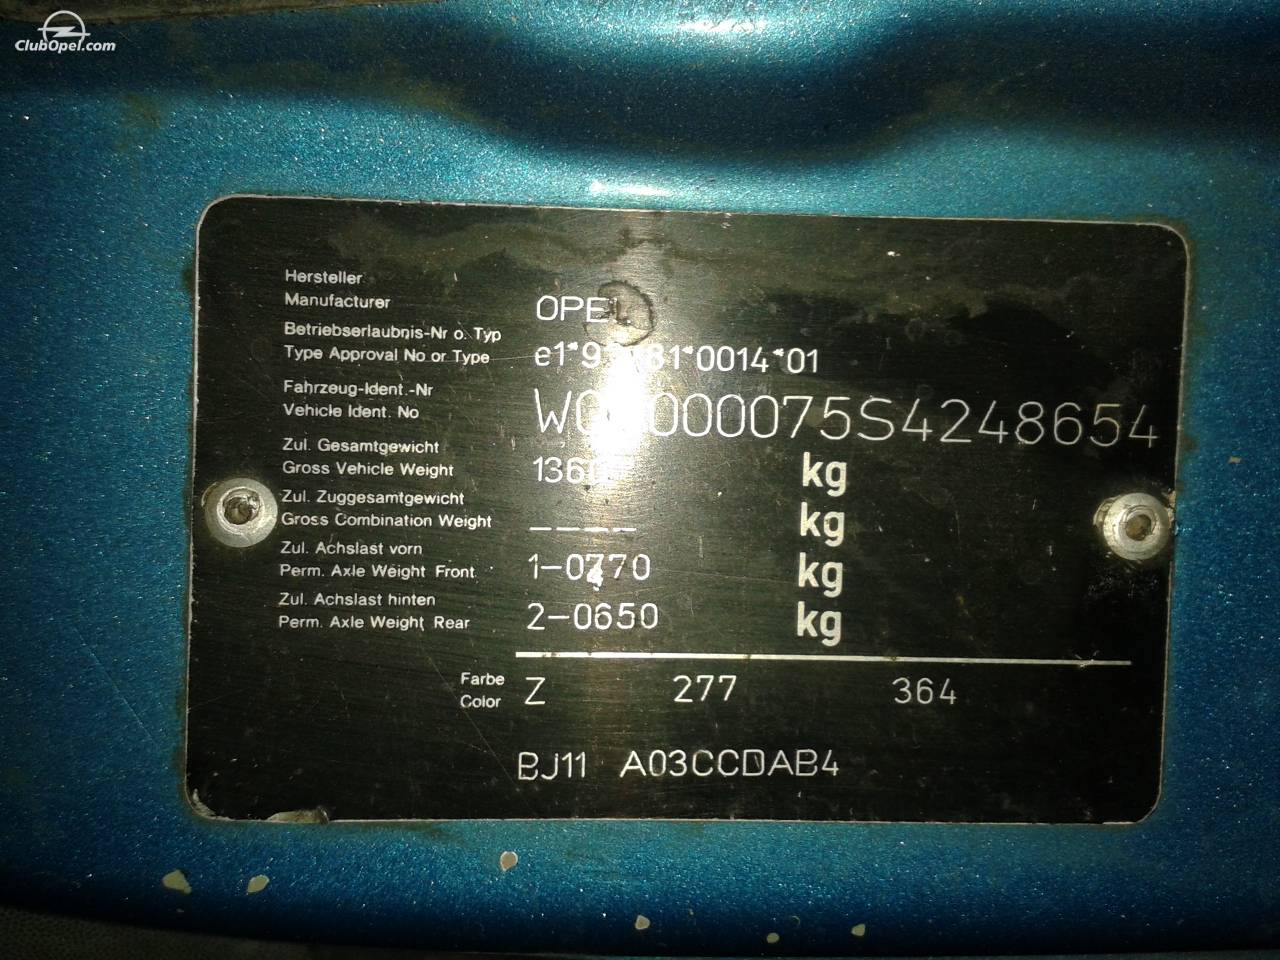 ClubOpel.com
Hersteller
Manufacturer
OPEL
Betriebserlaubnis-Nr o. Typ
Type Approval No or Type
Fahrzeug-Ident.-Nr
Vehicle Ident. No
Zul. Gesamtgewicht
Gross Vehicle Weight
kg
Zul. Zuggesamtgewicht
Gross Combination Weight ---- kg
Zul. Achslast vorn
Perm. Axle Weight Front 1-0770 kg
Zul. Achslast hinten
Perm. Axle Weight Rear 2-0650 kg
Farbe
Color Z 277 364
BJ11 A03CCDAB4